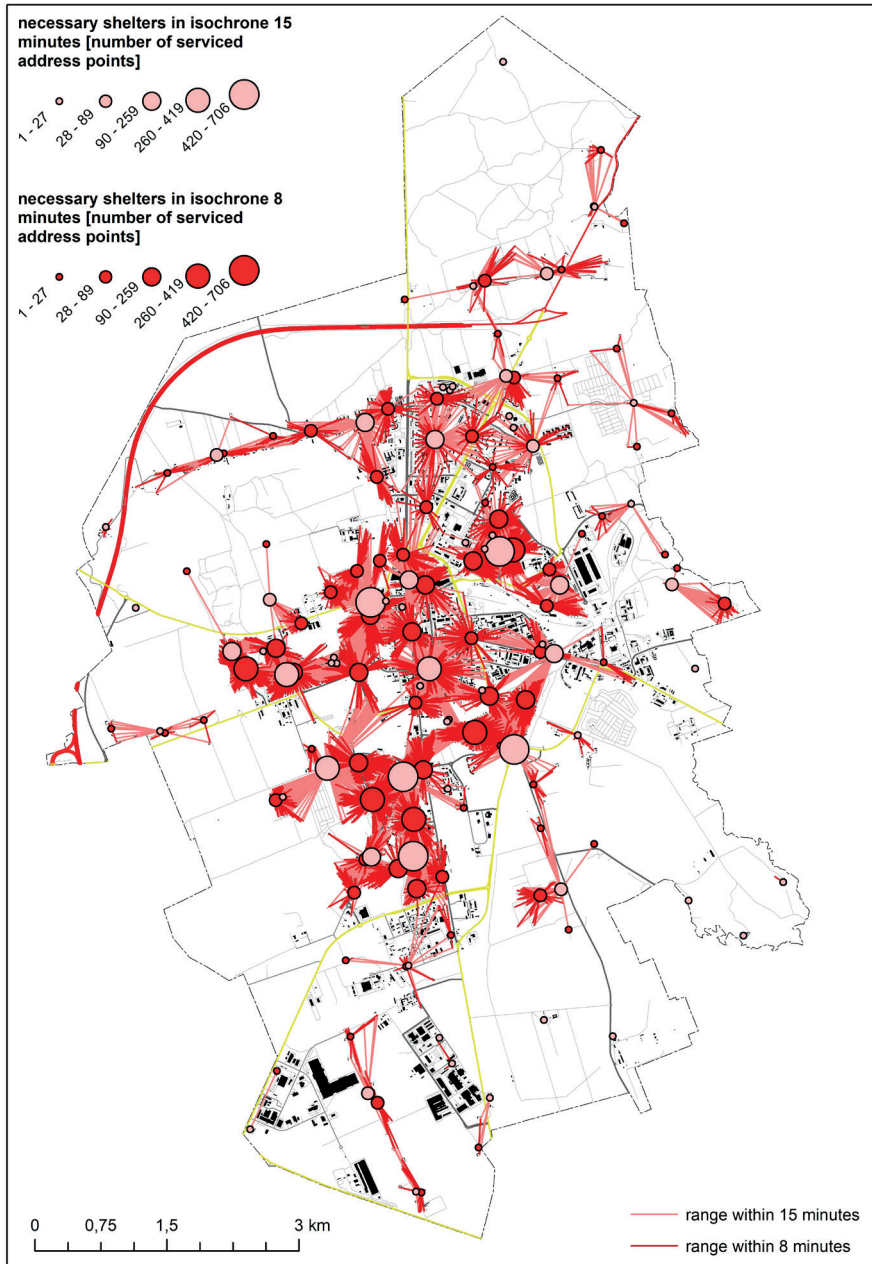 necessary shelters in isochrone 15
minutes [number of serviced
address points]
1 - 27
28 - 89
90 - 259
260 - 419
420 - 706
necessary shelters in isochrone 8
minutes [number of serviced
address points]
1 - 27
28 - 89
90 - 259
260 - 419
420 - 706
0 0,75 1,5 3 km
range within 15 minutes
range within 8 minutes